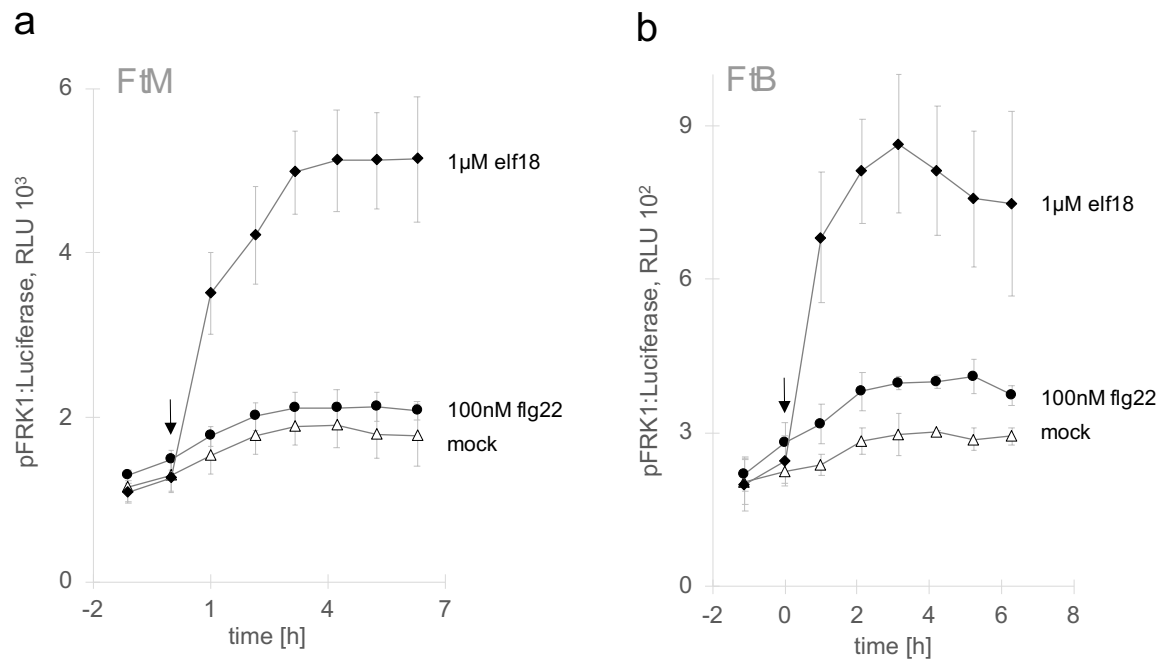 a
FtM
pFRK1:Luciferase, RLU 10³
6
4
2
0
-2
1
4
7
time [h]
1µM elf18
100nM flg22
mock
b
FtB
pFRK1:Luciferase, RLU 10²
9
6
3
0
-2
0
2
4
6
8
time [h]
1µM elf18
100nM flg22
mock